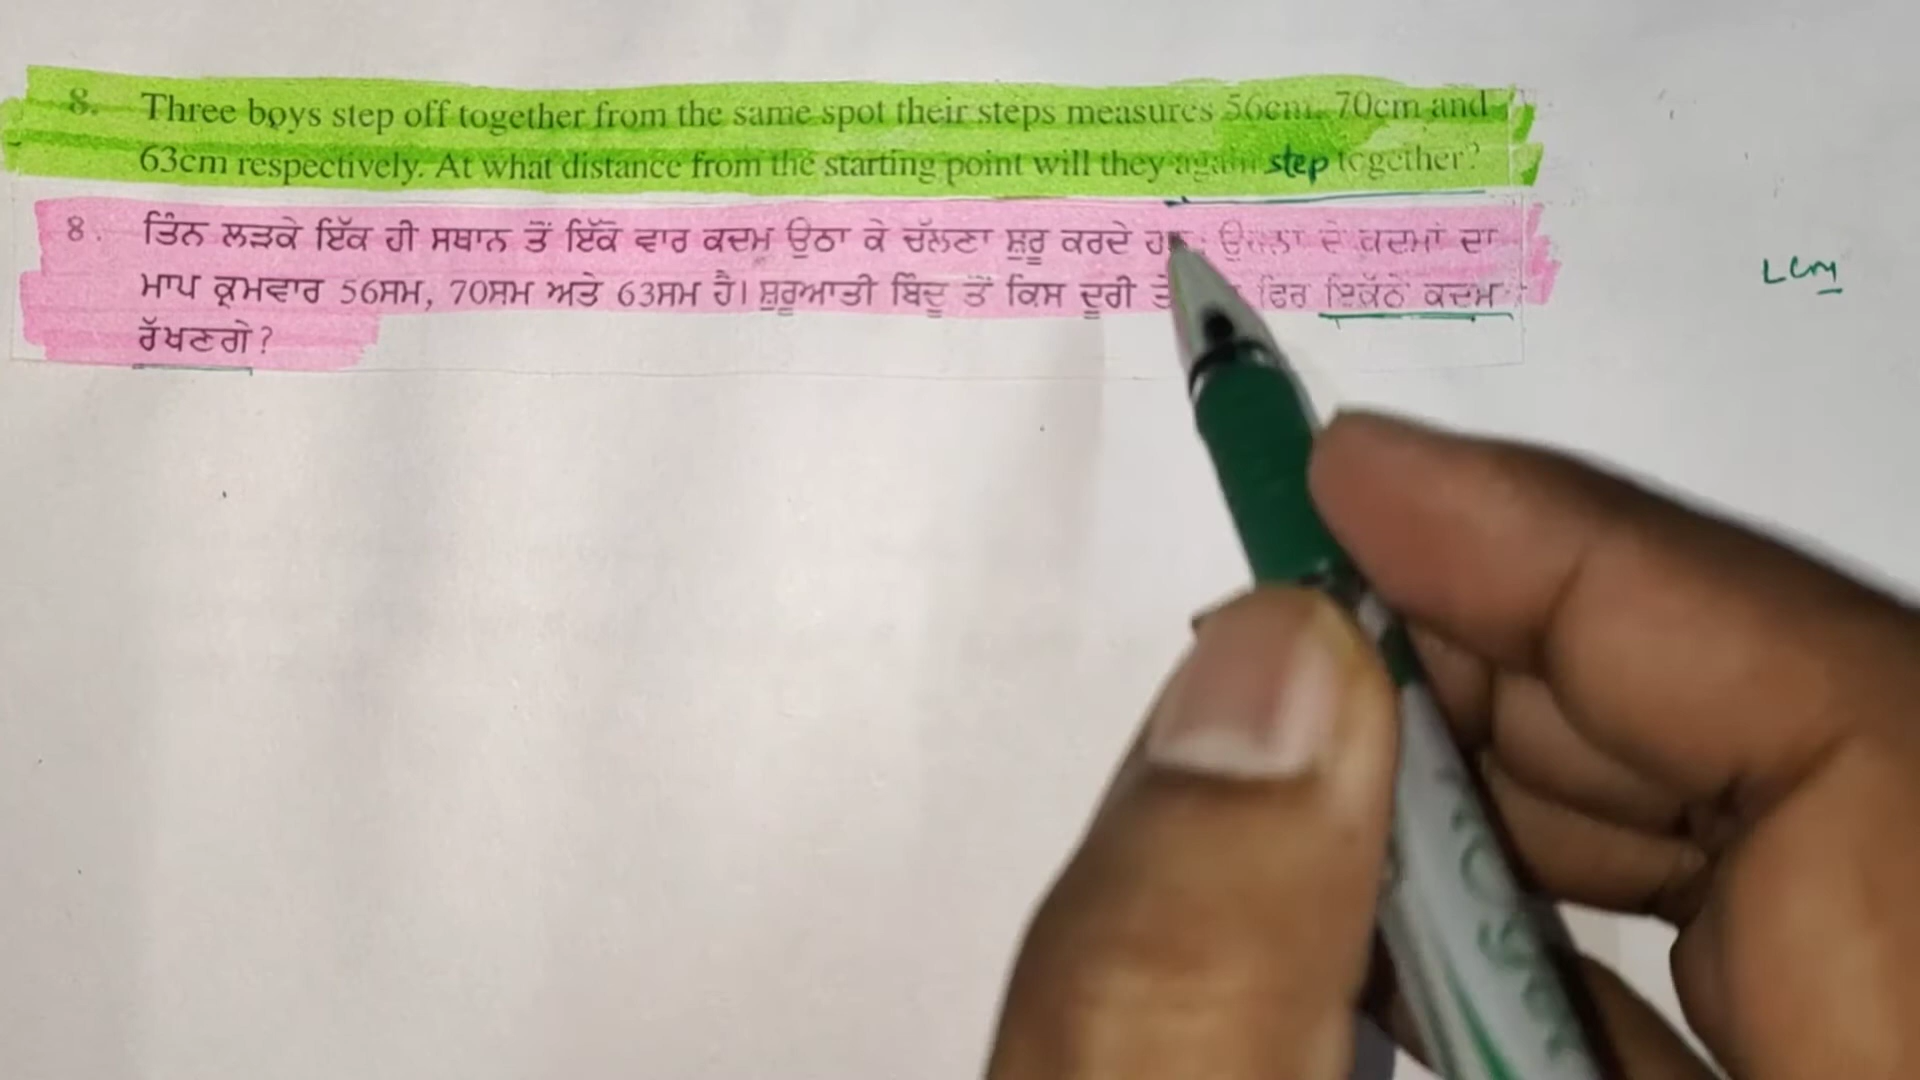 8. Three boys step off together from the same spot their steps measures 56cm, 70cm and
63cm respectively. At what distance from the starting point will they again step together?
8. ਤਿੰਨ ਲੜਕੇ ਇੱਕ ਹੀ ਸਥਾਨ ਤੋਂ ਇੱਕੋ ਵਾਰ ਕਦਮ ਉਠਾ ਕੇ ਚੱਲਣਾ ਸ਼ੁਰੂ ਕਰਦੇ ਦੇ ਕਦਮਾਂ ਦਾ
ਮਾਪ ਕ੍ਰਮਵਾਰ 56ਸਮ, 70ਸਮ ਅਤੇ 63ਸਮ ਹੈ। ਸ਼ੁਰੂਆਤੀ ਬਿੰਦੂ ਤੋਂ ਕਿਸ ਦੂਰੀ ਫਿਰ ਇਕੱਠੇ ਕਦਮ
ਰੱਖਣਗੇ?
LCM